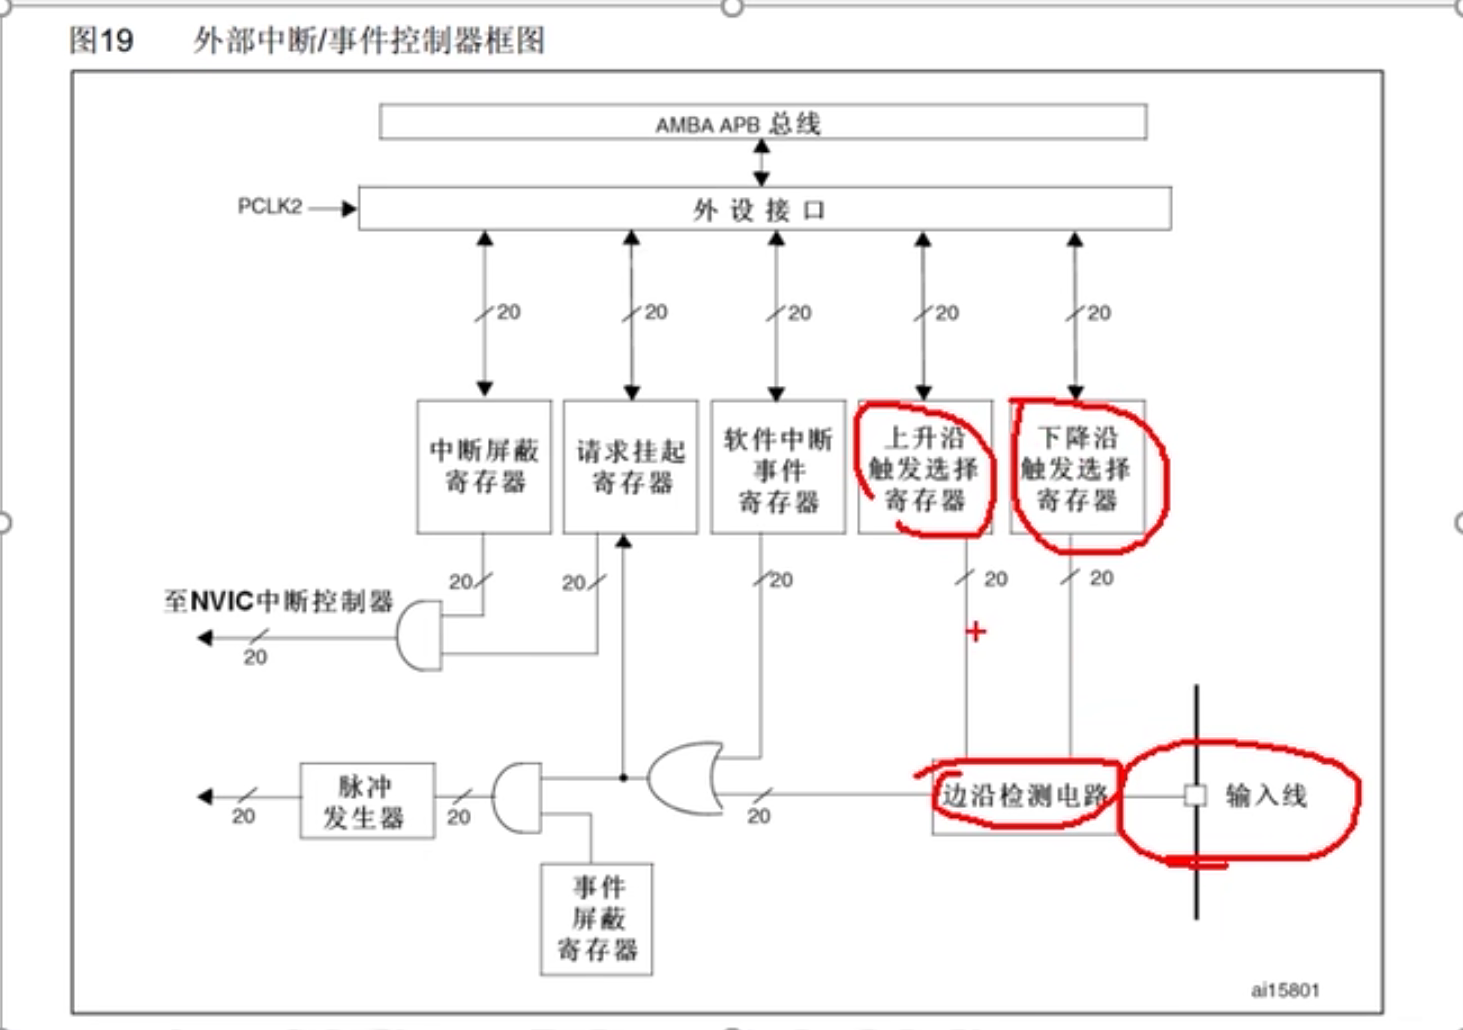 图19 外部中断/事件控制器框图
AMBA APB 总线
PCLK2
外设接口
20
20
20
20
20
中断屏蔽
寄存器
请求挂起
寄存器
软件中断
事件
寄存器
上升沿
触发选择
寄存器
下降沿
触发选择
寄存器
20
20
20
20
20
至NVIC中断控制器
20
脉冲
发生器
边沿检测电路
输入线
20
20
20
事件
屏蔽
寄存器
ai15801